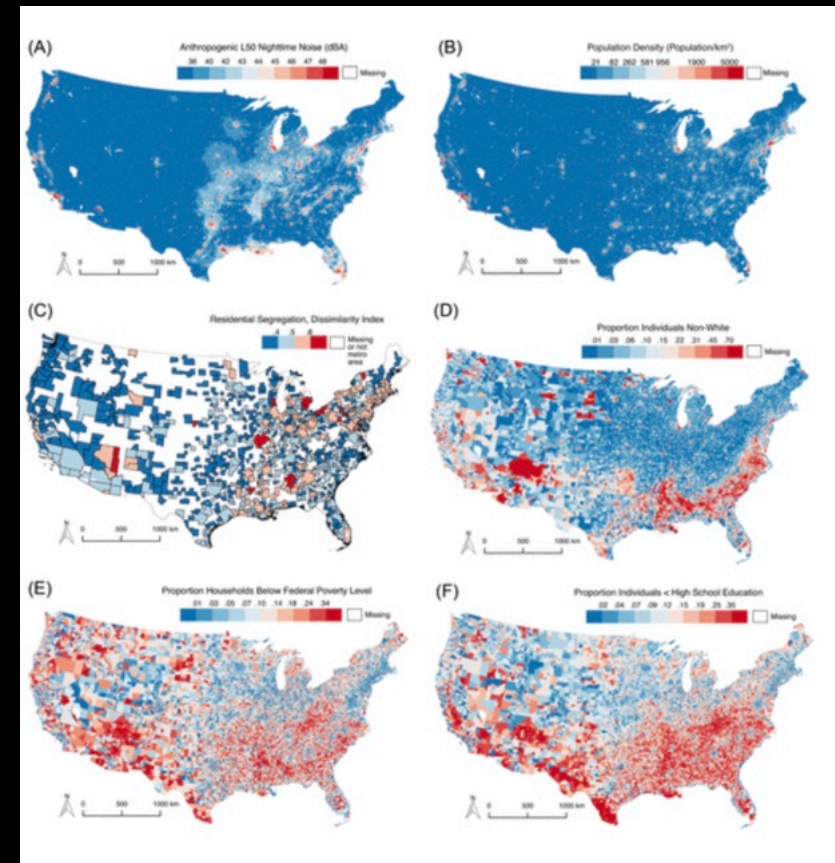 (A)
Anthropogenic L50 Nighttime Noise (dBA)
36 40 42 43 44 45 46 47 48
Missing
N
0 500 1000 km
(B)
Population Density (Population/km²)
21 82 262 581 956 1900 5000
N
0 500 1000 km
(C)
Residential Segregation, Dissimilarity Index
.4 .5 .6
Missing
or not
metro
area
N
0 500 1000 km
(D)
Proportion Individuals Non-White
.01 .03 .06 .10 .15 .22 .31 .45 .70
Missing
N
0 500 1000 km
(E)
Proportion Households Below Federal Poverty Level
.01 .03 .05 .07 .10 .14 .18 .24 .34
Missing
N
0 500 1000 km
(F)
Proportion Individuals < High School Education
.02 .04 .07 .09 .12 .15 .19 .25 .35
Missing
N
0 500 1000 km